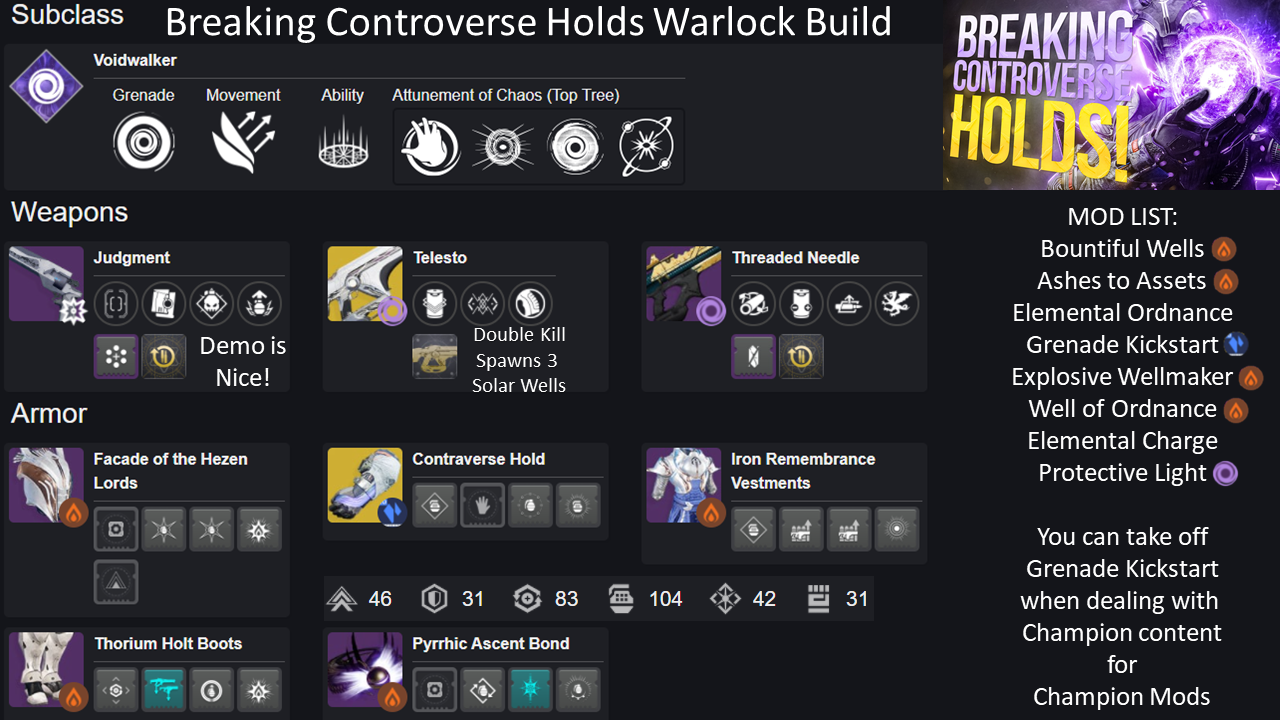 Subclass
Breaking Controverse Holds Warlock Build
Voidwalker
Grenade
Movement
Ability
Attunement of Chaos (Top Tree)
BREAKING
CONTROVERSE
HOLDS!
Weapons
Judgment
Demo is
Nice!
Telesto
Double Kill
Spawns 3
Solar Wells
Threaded Needle
Armor
Facade of the Hezen
Lords
Contraverse Hold
Iron Remembrance
Vestments
46
31
83
104
42
31
Thorium Holt Boots
Pyrrhic Ascent Bond
MOD LIST:
Bountiful Wells
Ashes to Assets
Elemental Ordnance
Grenade Kickstart
Explosive Wellmaker
Well of Ordnance
Elemental Charge
Protective Light
You can take off
Grenade Kickstart
when dealing with
Champion content
for
Champion Mods